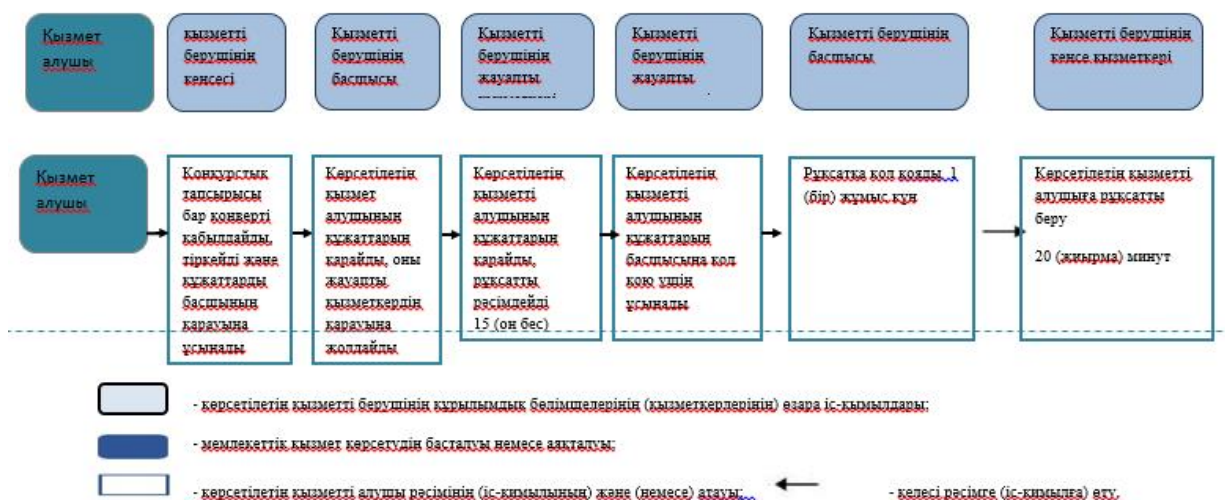 Қызмет
алушы
қызметті
берушінің
кеңсесі
Қызметті
берушінің
басшысы
Қызметті
берушінің
жауапты
Қызметті
берушінің
жауапты
Қызметті берушінің
басшысы
Қызметті берушінің
кеңсе қызметкері
Қызмет
алушы
Конкурстық
тапсырысы
бар конверті
қабылдайды,
тіркейді және
құжаттарды
басшының
қарауына
ұсынады
Көрсетілетін
қызмет
алушының
құжаттарын
қарайды, оны
жауапты
қызметкердің
қарауына
жолдайды
Көрсетілетін
қызметті
алушының
құжаттарын
қарайды,
рұқсатты
рәсімдейді
15 (он бес)
Көрсетілетін
қызметті
алушының
құжаттарын
басшысына қол
қою үшін
ұсынады
Рұқсатқа қол қояды, 1
(бір) жұмыс күн
Көрсетілетін қызметті
алушыға рұқсатты
беру
20 (жиырма) минут
- көрсетілетін қызметті берушінің құрылымдық бөлімшелерінің (қызметкерлерінің) өзара іс-қымылдары;
- мемлекеттік қызмет көрсетудің басталуы немесе аяқталуы;
- көрсетілетін қызметті алушы рәсімінің (іс-қимылының) және (немесе) атауы; - келесі рәсімге (іс-қимылға) өту.